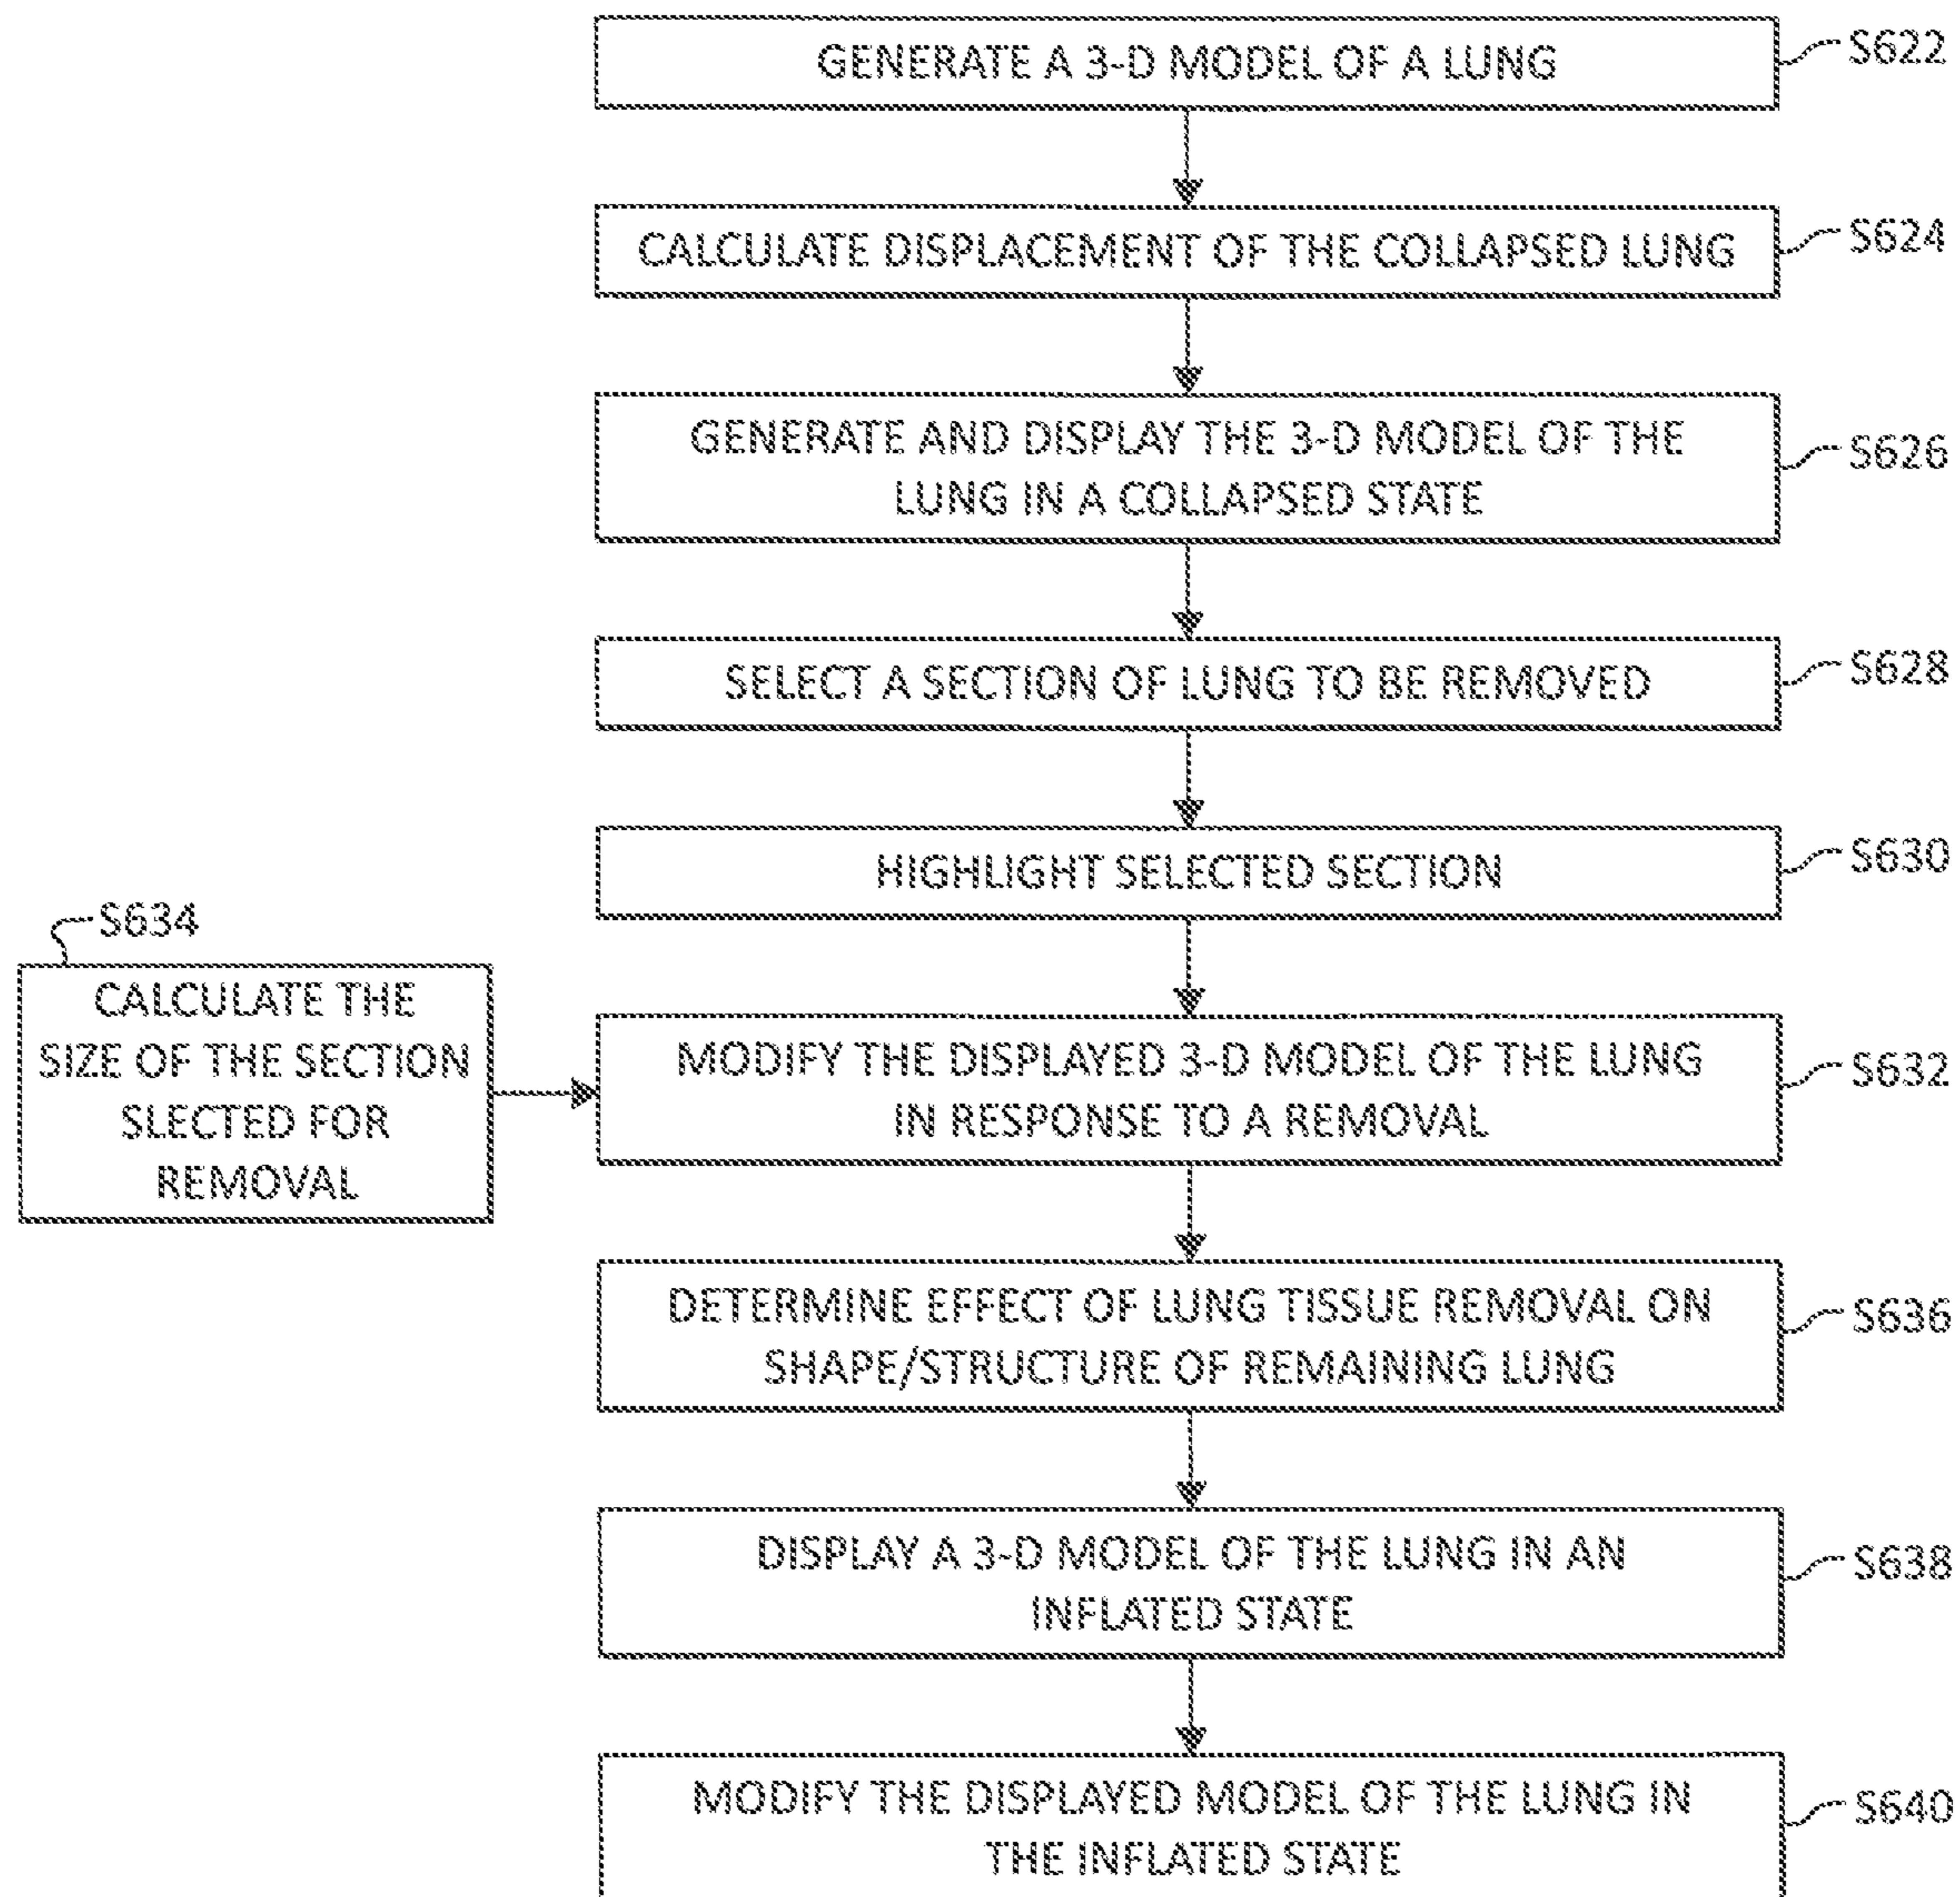 GENERATE A 3-D MODEL OF A LUNG
S622
CALCULATE DISPLACEMENT OF THE COLLAPSED LUNG
S624
GENERATE AND DISPLAY THE 3-D MODEL OF THE
LUNG IN A COLLAPSED STATE
S626
SELECT A SECTION OF LUNG TO BE REMOVED
S628
HIGHLIGHT SELECTED SECTION
S630
S634
CALCULATE THE
SIZE OF THE SECTION
SLECTED FOR
REMOVAL
MODIFY THE DISPLAYED 3-D MODEL OF THE LUNG
IN RESPONSE TO A REMOVAL
S632
DETERMINE EFFECT OF LUNG TISSUE REMOVAL ON
SHAPE/STRUCTURE OF REMAINING LUNG
S636
DISPLAY A 3-D MODEL OF THE LUNG IN AN
INFLATED STATE
S638
MODIFY THE DISPLAYED MODEL OF THE LUNG IN
THE INFLATED STATE
S640